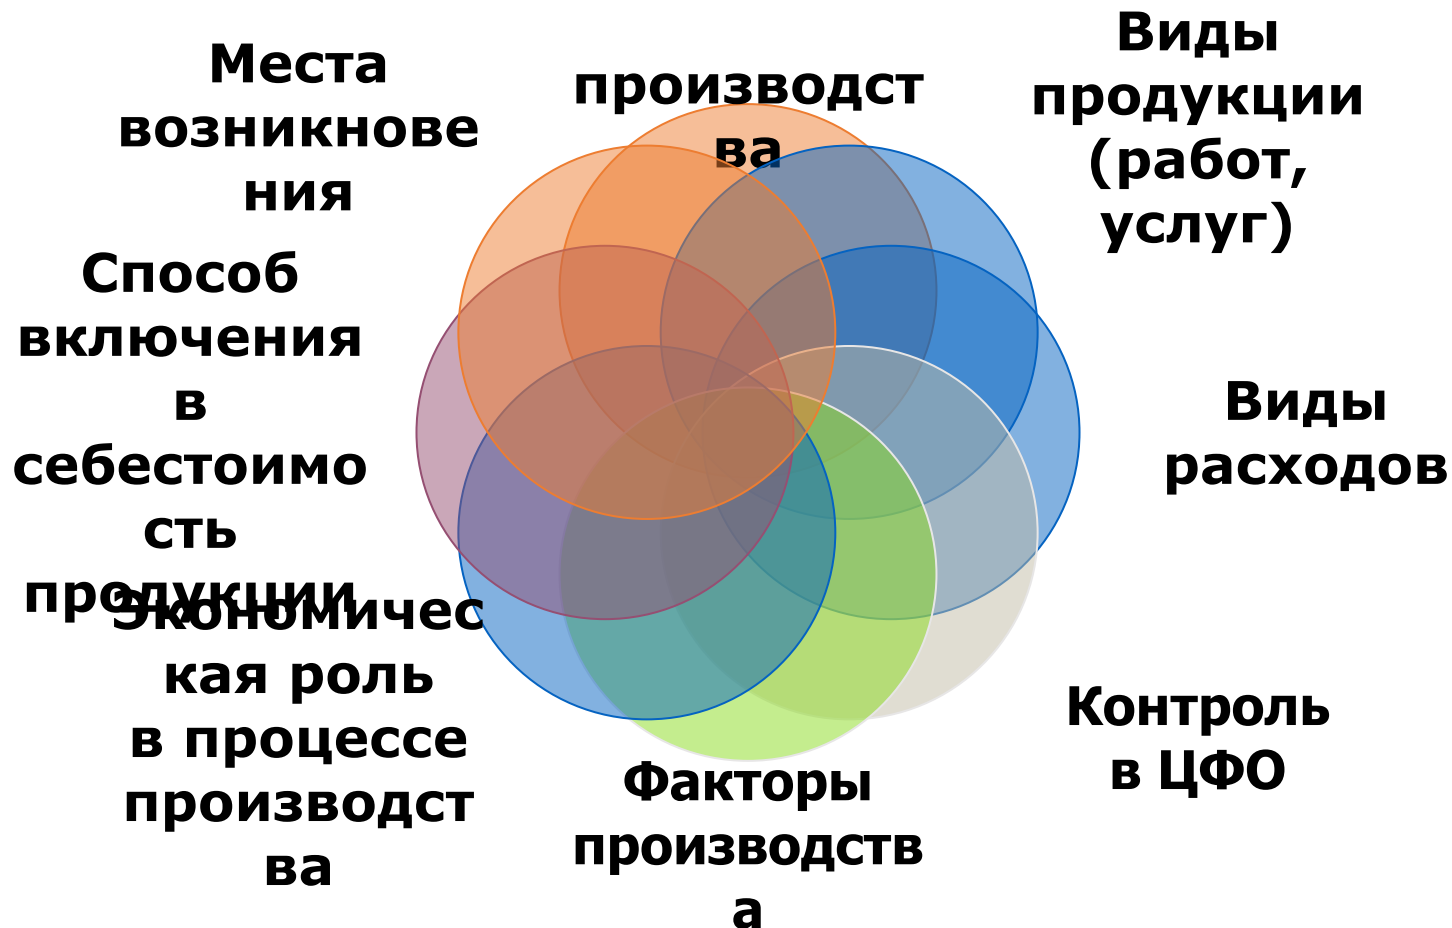 производст
ва
Виды
продукции
(работ,
услуг)
Виды
расходов
Контроль
в ЦФО
Факторы
производств
а
Экономичес
кая роль
в процессе
производст
ва
Способ
включения
в
себестоимо
сть
продукции
Места
возникнове
ния